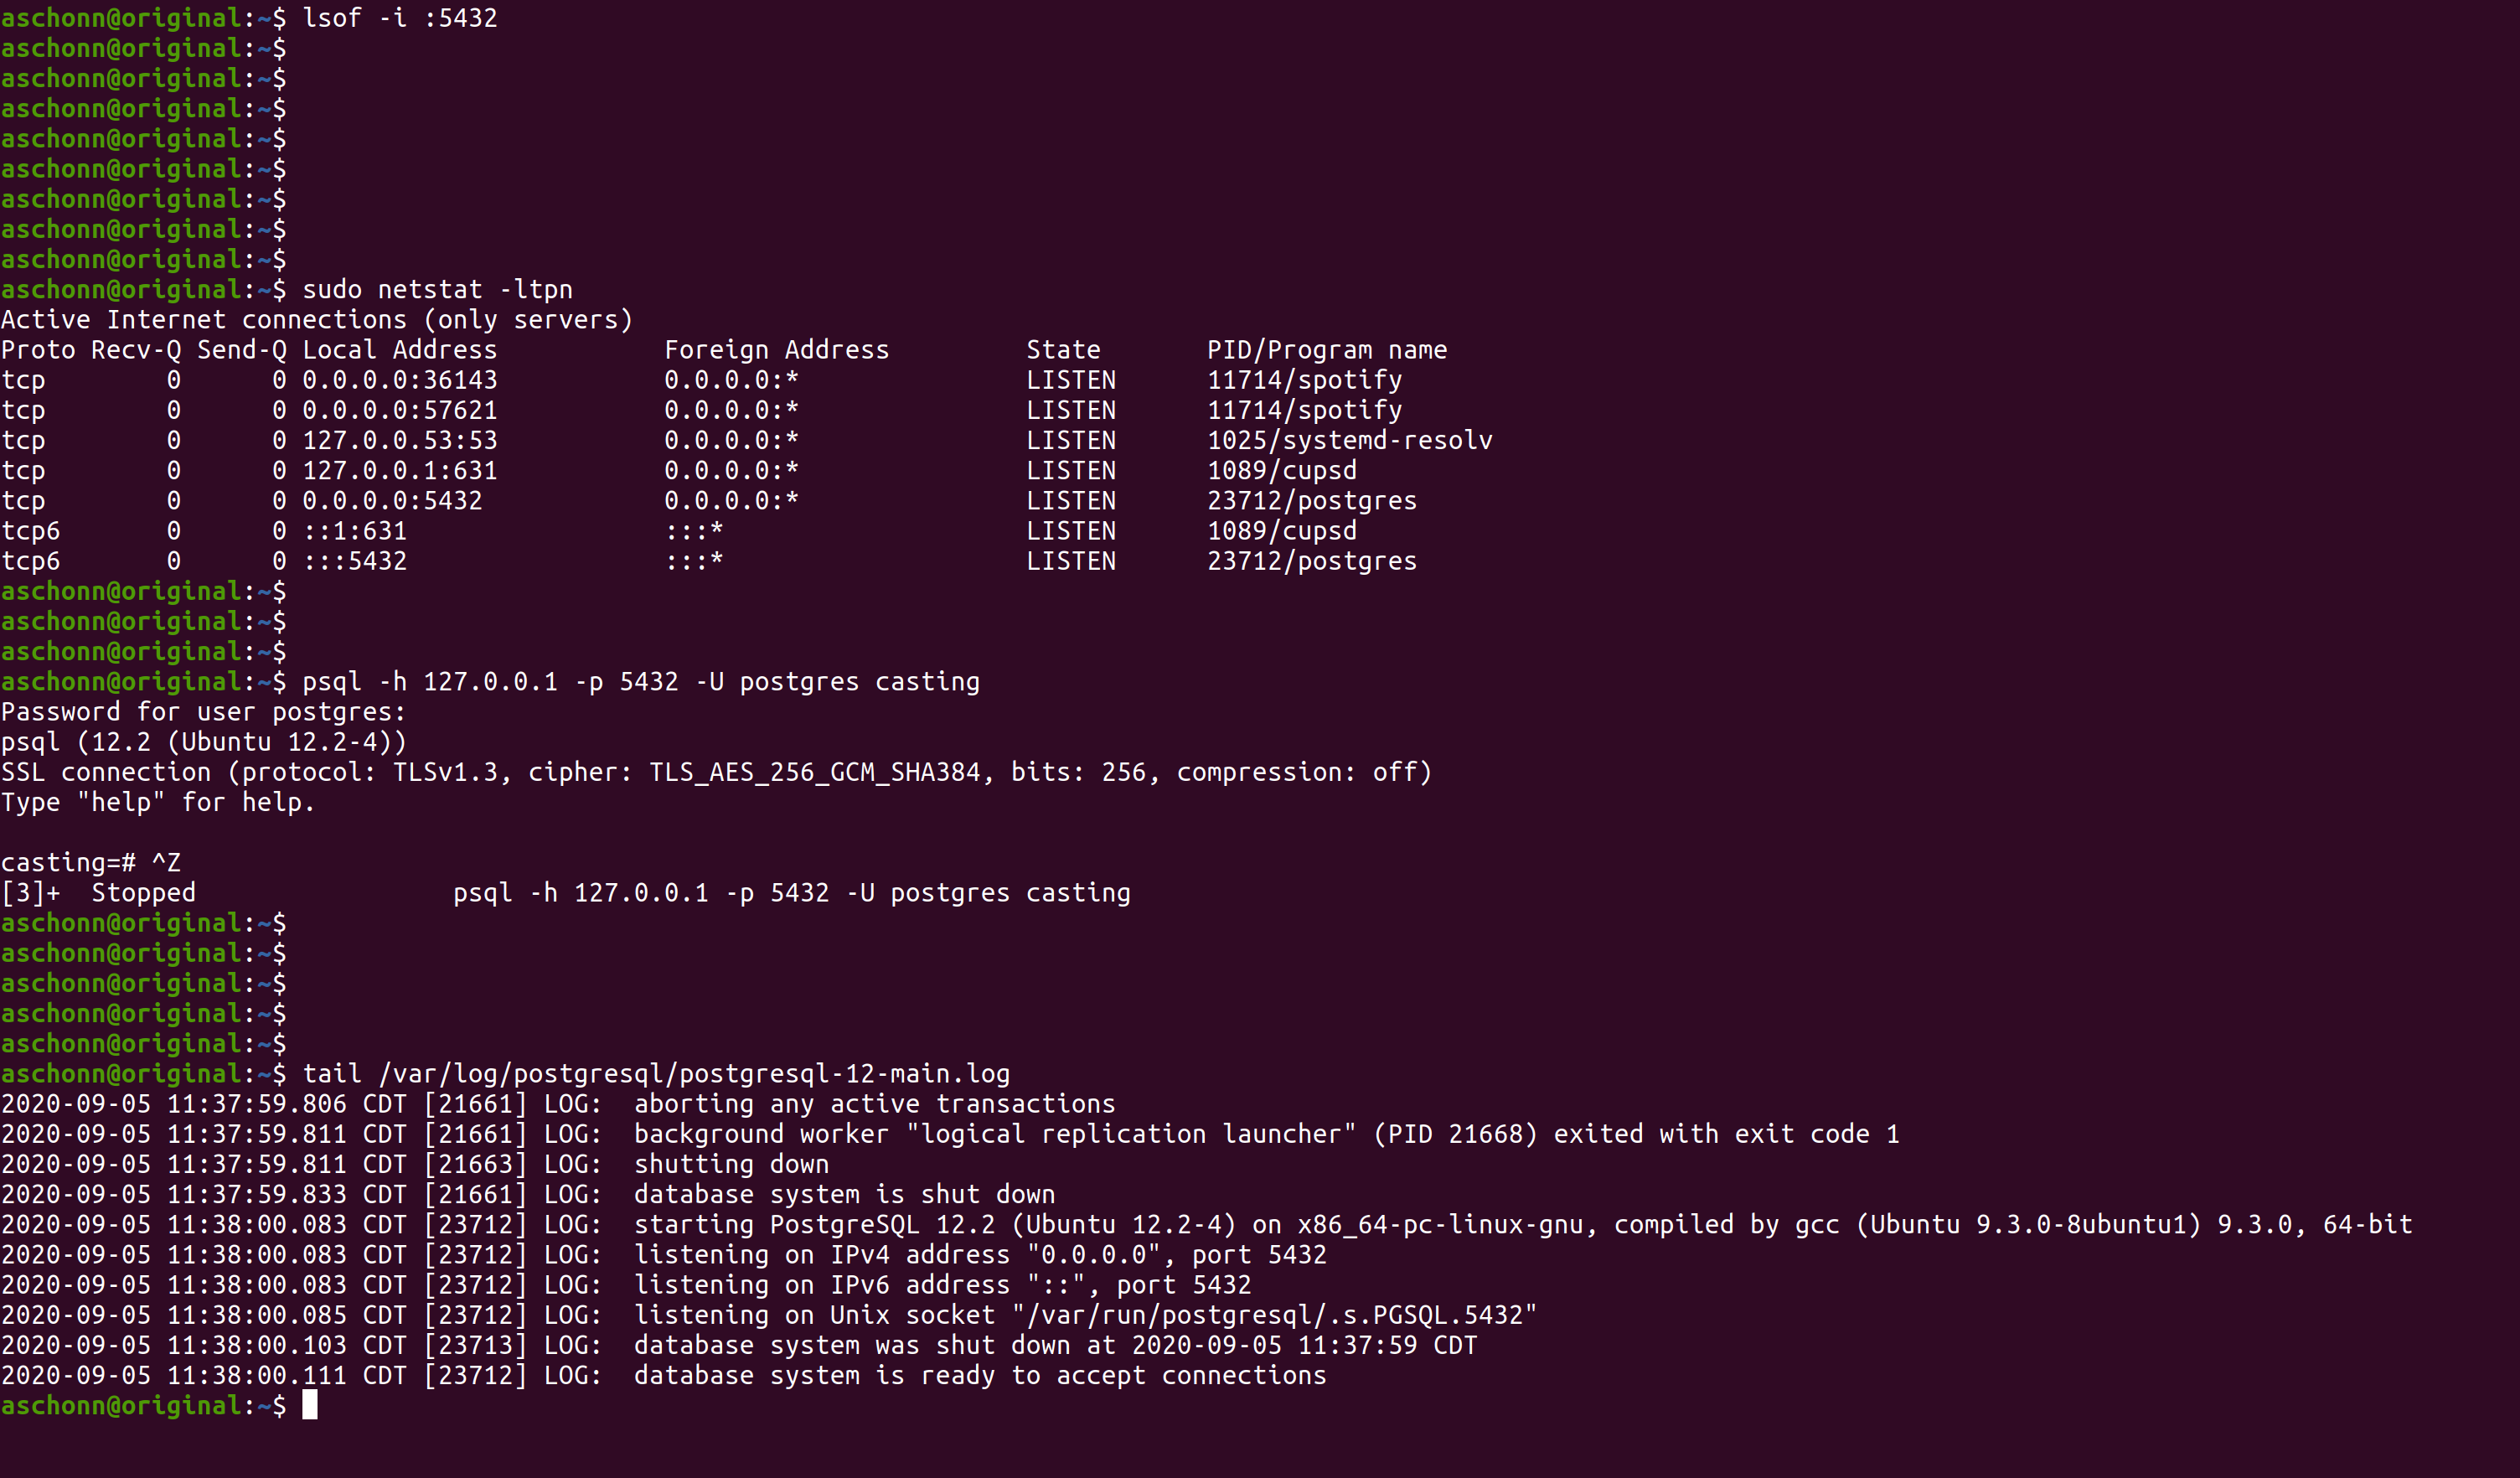 aschonn@original:~$ lsof -i :5432
aschonn@original:~$
aschonn@original:~$
aschonn@original:~$
aschonn@original:~$
aschonn@original:~$
aschonn@original:~$
aschonn@original:~$
aschonn@original:~$
aschonn@original:~$ sudo netstat -ltpn
Active Internet connections (only servers)
Proto Recv-Q Send-Q Local Address           Foreign Address         State       PID/Program name
tcp        0      0 0.0.0.0:36143           0.0.0.0:*               LISTEN      11714/spotify
tcp        0      0 0.0.0.0:57621           0.0.0.0:*               LISTEN      11714/spotify
tcp        0      0 127.0.0.53:53           0.0.0.0:*               LISTEN      1025/systemd-resolv
tcp        0      0 127.0.0.1:631           0.0.0.0:*               LISTEN      1089/cupsd
tcp        0      0 0.0.0.0:5432            0.0.0.0:*               LISTEN      23712/postgres
tcp6       0      0 ::1:631                 :::*                    LISTEN      1089/cupsd
tcp6       0      0 :::5432                 :::*                    LISTEN      23712/postgres
aschonn@original:~$
aschonn@original:~$
aschonn@original:~$
aschonn@original:~$ psql -h 127.0.0.1 -p 5432 -U postgres casting
Password for user postgres:
psql (12.2 (Ubuntu 12.2-4))
SSL connection (protocol: TLSv1.3, cipher: TLS_AES_256_GCM_SHA384, bits: 256, compression: off)
Type "help" for help.

casting=# ^Z
[3]+  Stopped                 psql -h 127.0.0.1 -p 5432 -U postgres casting
aschonn@original:~$
aschonn@original:~$
aschonn@original:~$
aschonn@original:~$
aschonn@original:~$
aschonn@original:~$ tail /var/log/postgresql/postgresql-12-main.log
2020-09-05 11:37:59.806 CDT [21661] LOG:  aborting any active transactions
2020-09-05 11:37:59.811 CDT [21661] LOG:  background worker "logical replication launcher" (PID 21668) exited with exit code 1
2020-09-05 11:37:59.811 CDT [21663] LOG:  shutting down
2020-09-05 11:37:59.833 CDT [21661] LOG:  database system is shut down
2020-09-05 11:38:00.083 CDT [23712] LOG:  starting PostgreSQL 12.2 (Ubuntu 12.2-4) on x86_64-pc-linux-gnu, compiled by gcc (Ubuntu 9.3.0-8ubuntu1) 9.3.0, 64-bit
2020-09-05 11:38:00.083 CDT [23712] LOG:  listening on IPv4 address "0.0.0.0", port 5432
2020-09-05 11:38:00.083 CDT [23712] LOG:  listening on IPv6 address "::", port 5432
2020-09-05 11:38:00.085 CDT [23712] LOG:  listening on Unix socket "/var/run/postgresql/.s.PGSQL.5432"
2020-09-05 11:38:00.103 CDT [23713] LOG:  database system was shut down at 2020-09-05 11:37:59 CDT
2020-09-05 11:38:00.111 CDT [23712] LOG:  database system is ready to accept connections
aschonn@original:~$